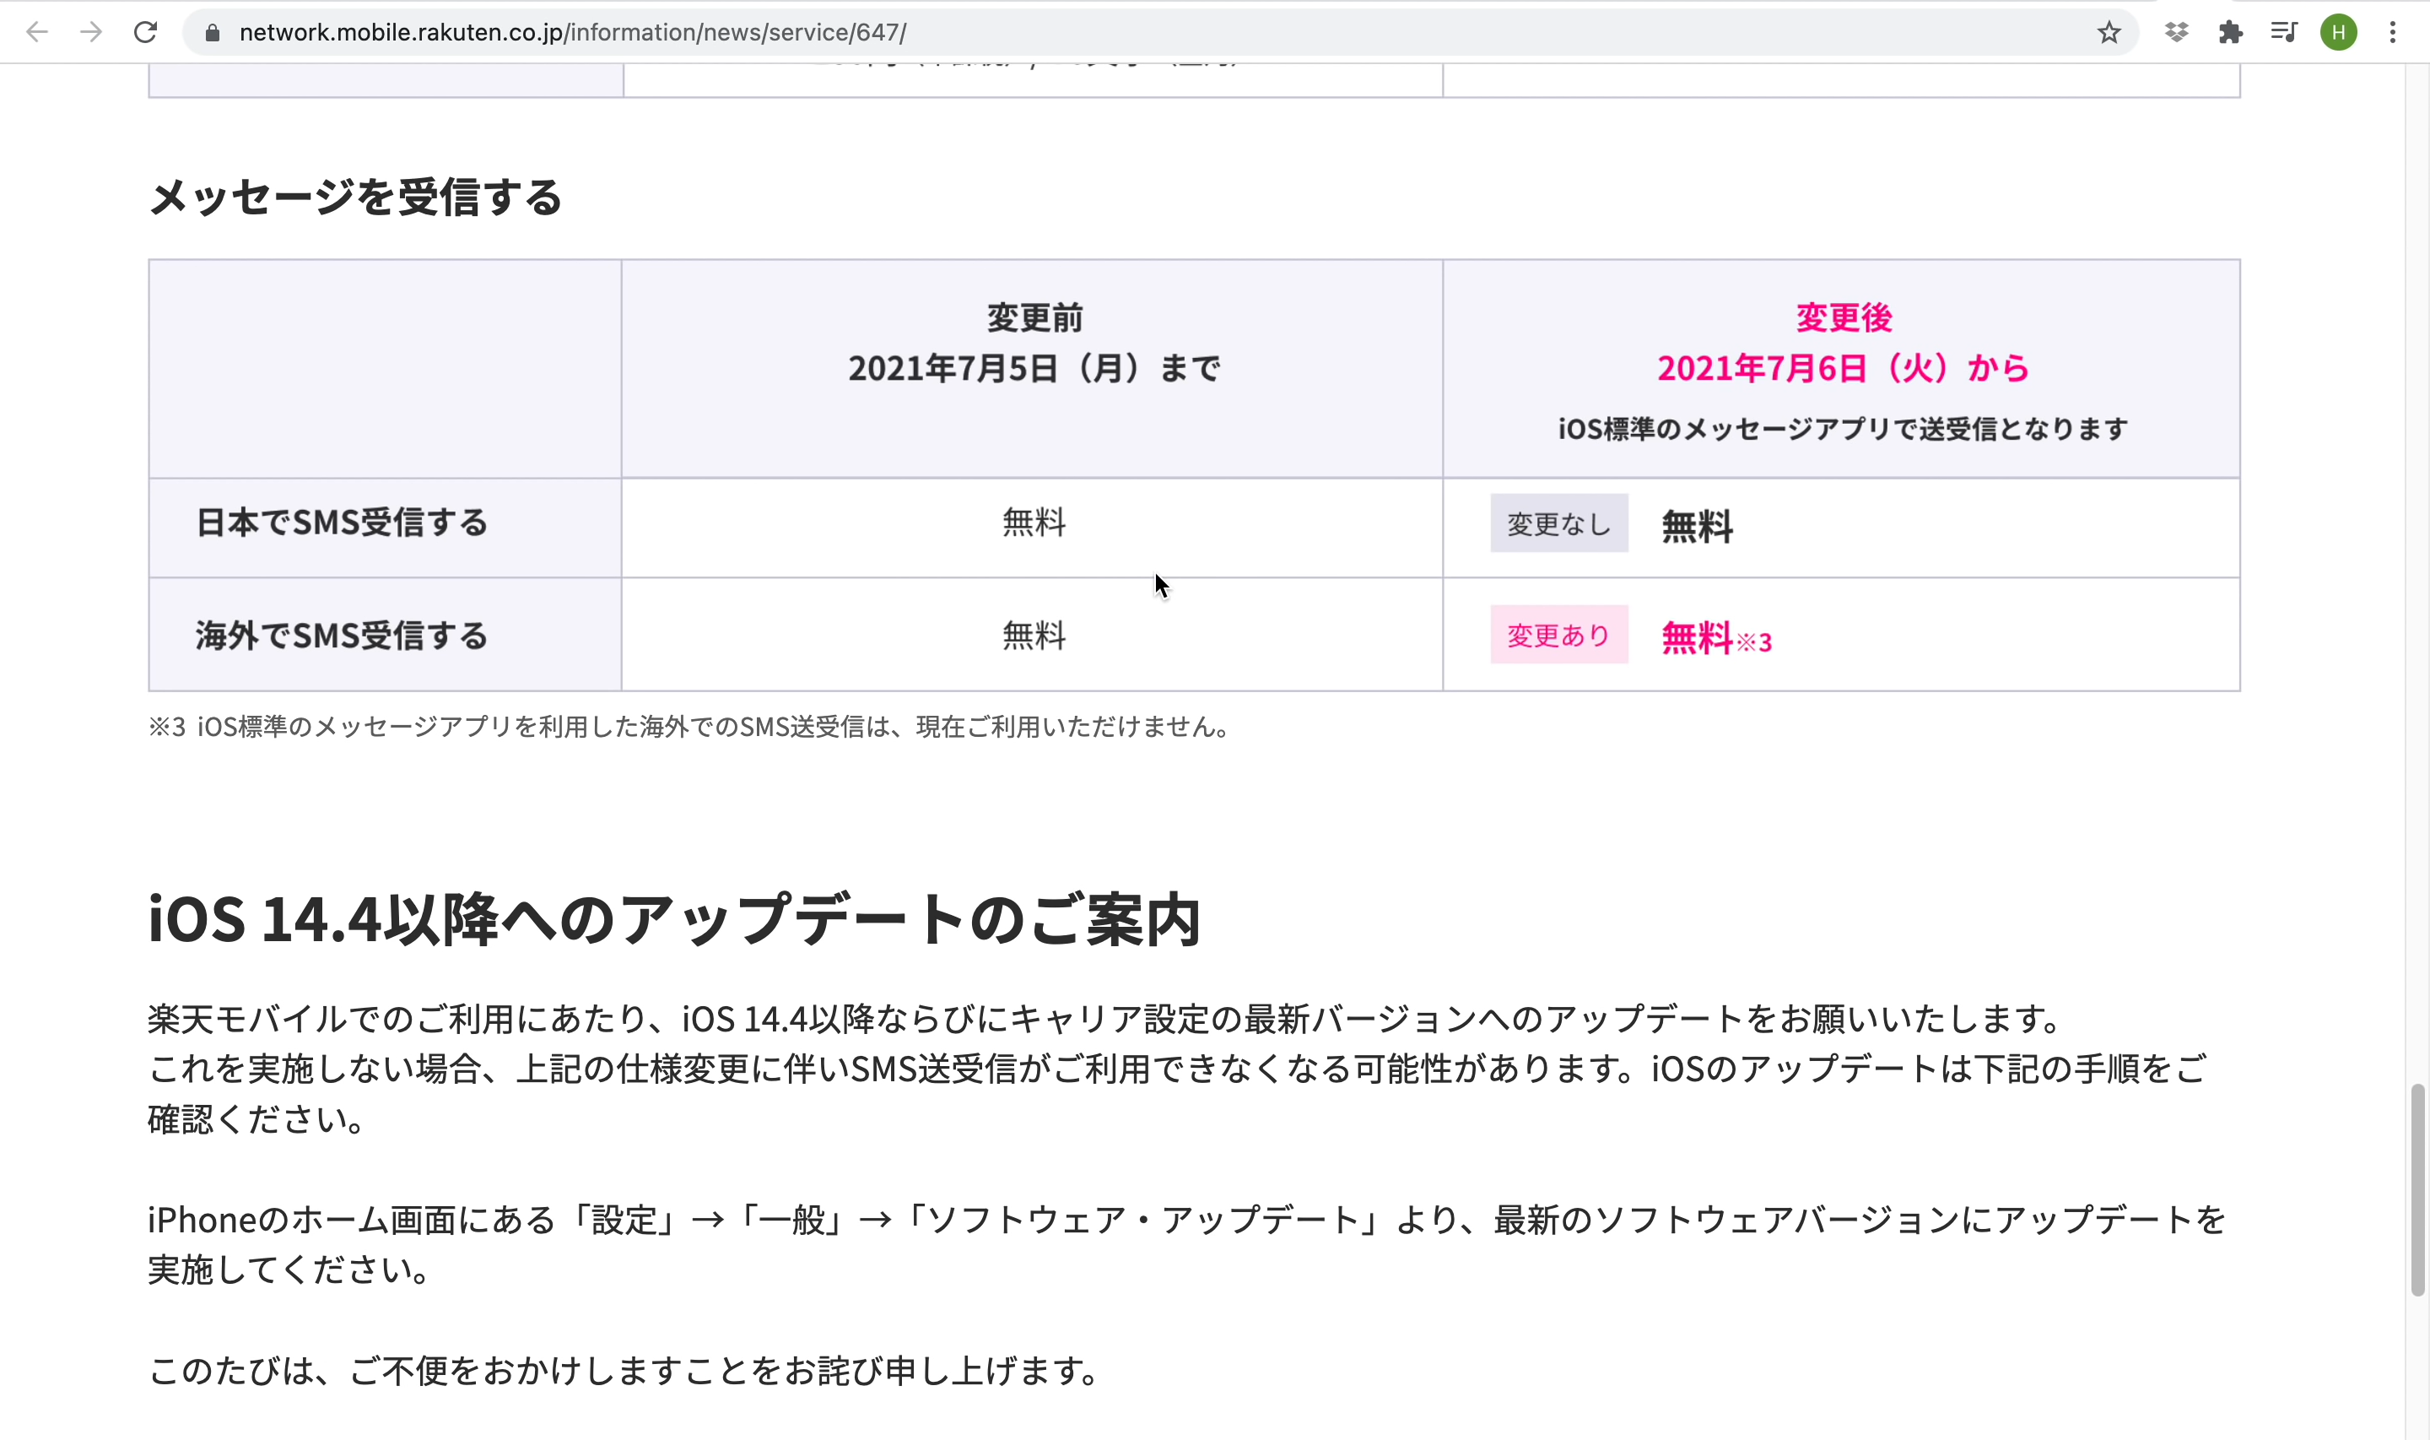 network.mobile.rakuten.co.jp/information/news/service/647/
H
メッセージを受信する
変更前
2021年7月5日（月）まで
変更後
2021年7月6日（火）から
iOS標準のメッセージアプリで送受信となります
日本でSMS受信する
無料
変更なし 無料
海外でSMS受信する
無料
変更あり 無料※3
※3 iOS標準のメッセージアプリを利用した海外でのSMS送受信は、現在ご利用いただけません。
iOS 14.4以降へのアップデートのご案内
楽天モバイルでのご利用にあたり、iOS 14.4以降ならびにキャリア設定の最新バージョンへのアップデートをお願いいたします。
これを実施しない場合、上記の仕様変更に伴いSMS送受信がご利用できなくなる可能性があります。iOSのアップデートは下記の手順をご
確認ください。
iPhoneのホーム画面にある「設定」→「一般」→「ソフトウェア・アップデート」より、最新のソフトウェアバージョンにアップデートを
実施してください。
このたびは、ご不便をおかけしますことをお詫び申し上げます。